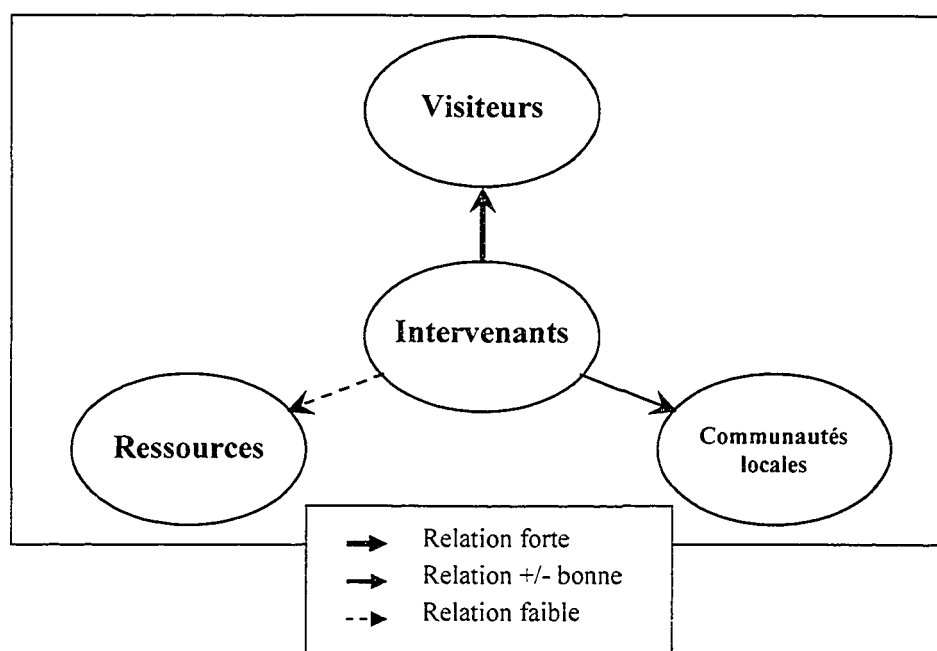 Visiteurs
Intervenants
Ressources
Communautés
locales
Relation forte
Relation +/- bonne
Relation faible